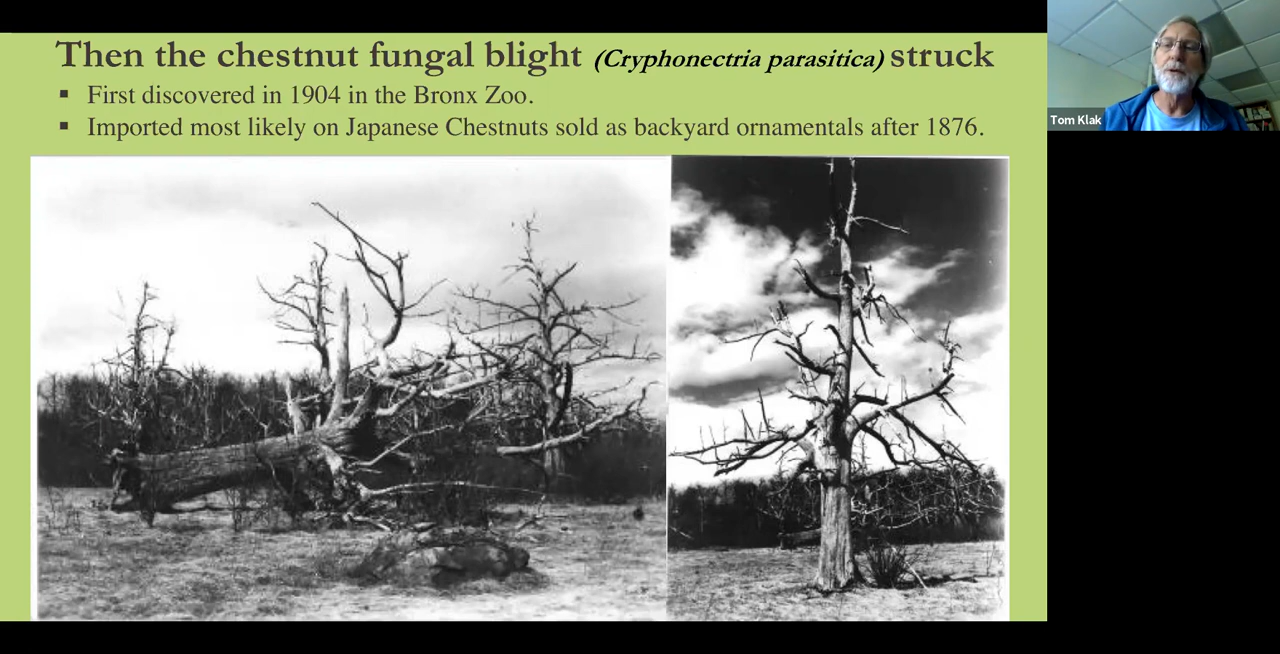 Then the chestnut fungal blight (Cryphonectria parasitica) struck
▪ First discovered in 1904 in the Bronx Zoo.
▪ Imported most likely on Japanese Chestnuts sold as backyard ornamentals after 1876.
Tom Klak